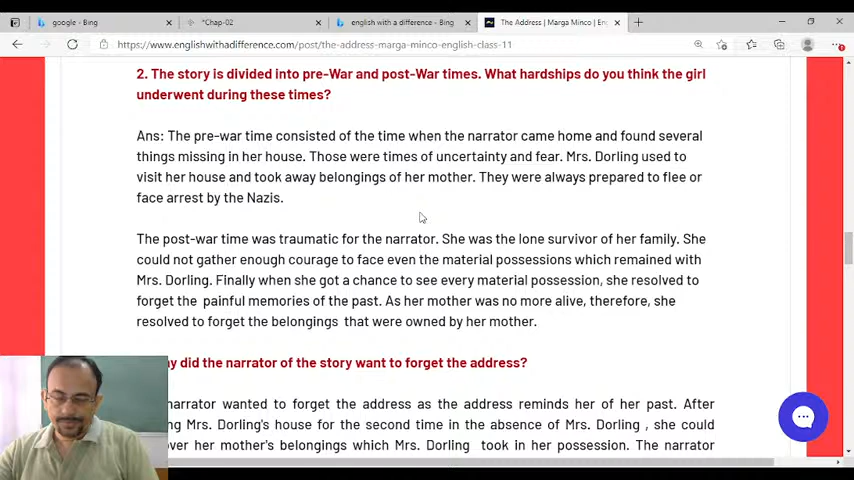 google - Bing
*Chap-02
english with a difference - Bing
The Address | Marga Minco | En
https://www.englishwithadifference.com/post/the-address-marga-minco-english-class-11
2. The story is divided into pre-War and post-War times. What hardships do you think the girl
underwent during these times?
Ans: The pre-war time consisted of the time when the narrator came home and found several
things missing in her house. Those were times of uncertainty and fear. Mrs. Dorling used to
visit her house and took away belongings of her mother. They were always prepared to flee or
face arrest by the Nazis.
The post-war time was traumatic for the narrator. She was the lone survivor of her family. She
could not gather enough courage to face even the material possessions which remained with
Mrs. Dorling. Finally when she got a chance to see every material possession, she resolved to
forget the painful memories of the past. As her mother was no more alive, therefore, she
resolved to forget the belongings that were owned by her mother.
y did the narrator of the story want to forget the address?
narrator wanted to forget the address as the address reminds her of her past. After
ng Mrs. Dorling's house for the second time in the absence of Mrs. Dorling , she could
over her mother's belongings which Mrs. Dorling took in her possession. The narrator